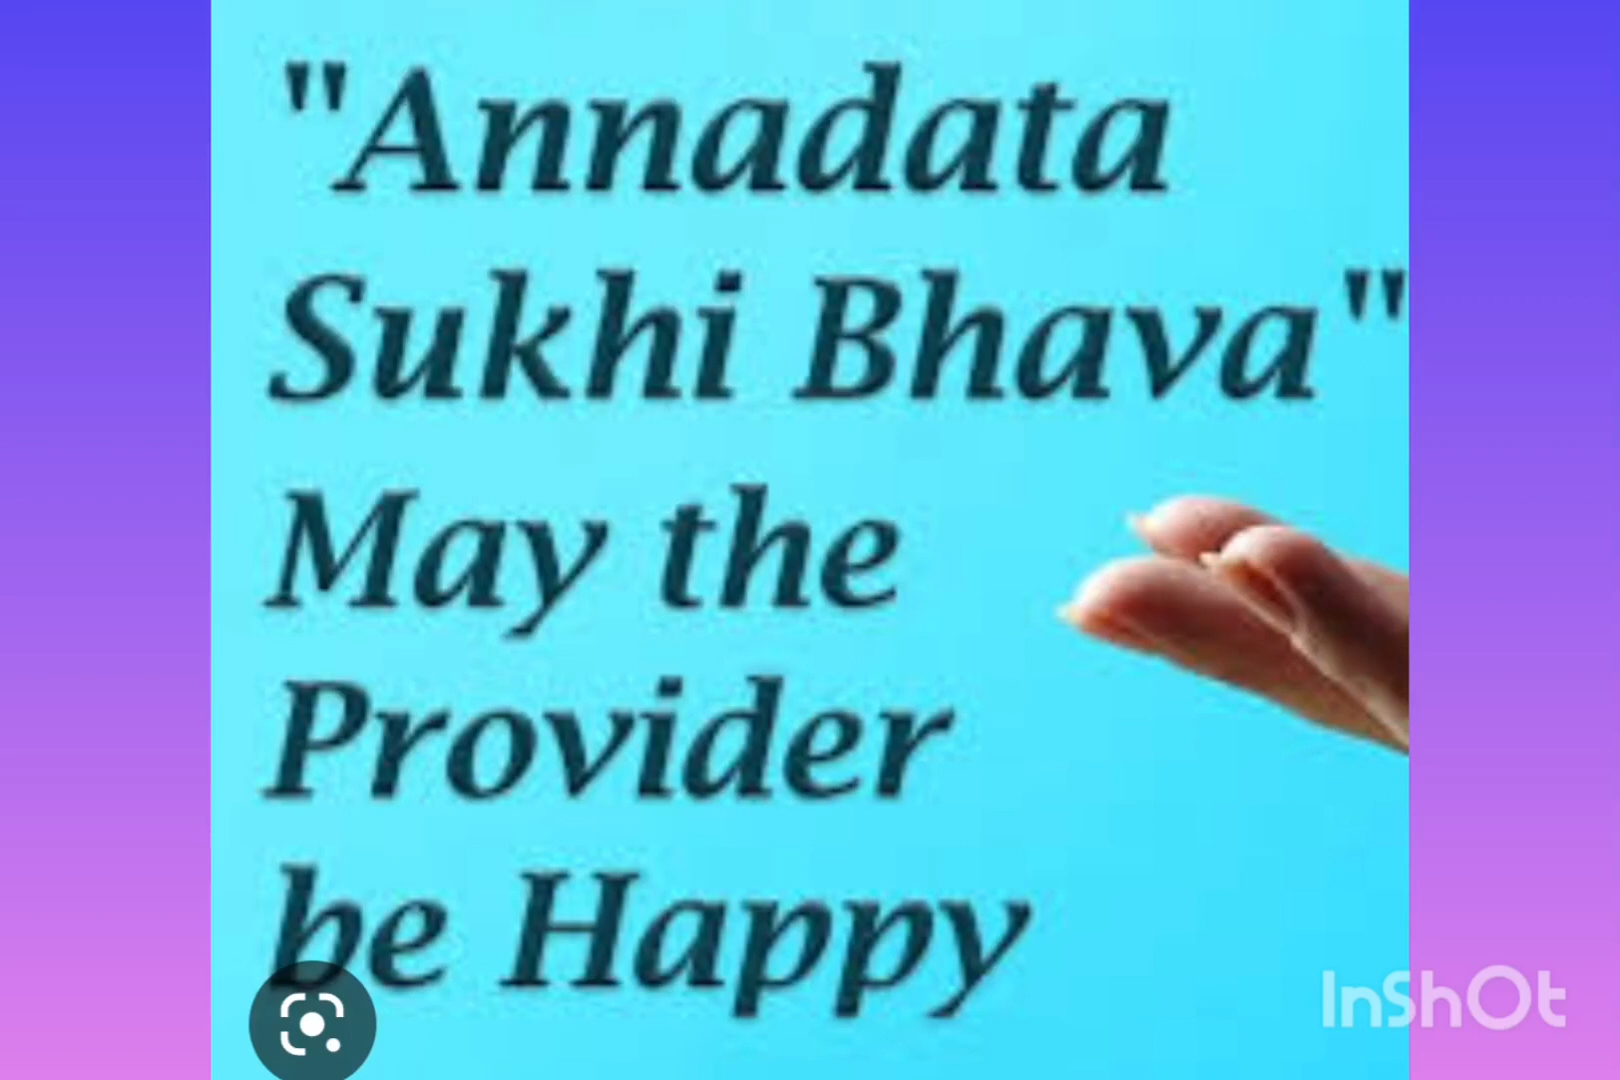 "Annadata
Sukhi Bhava"
May the
Provider
be Happy
InShOt